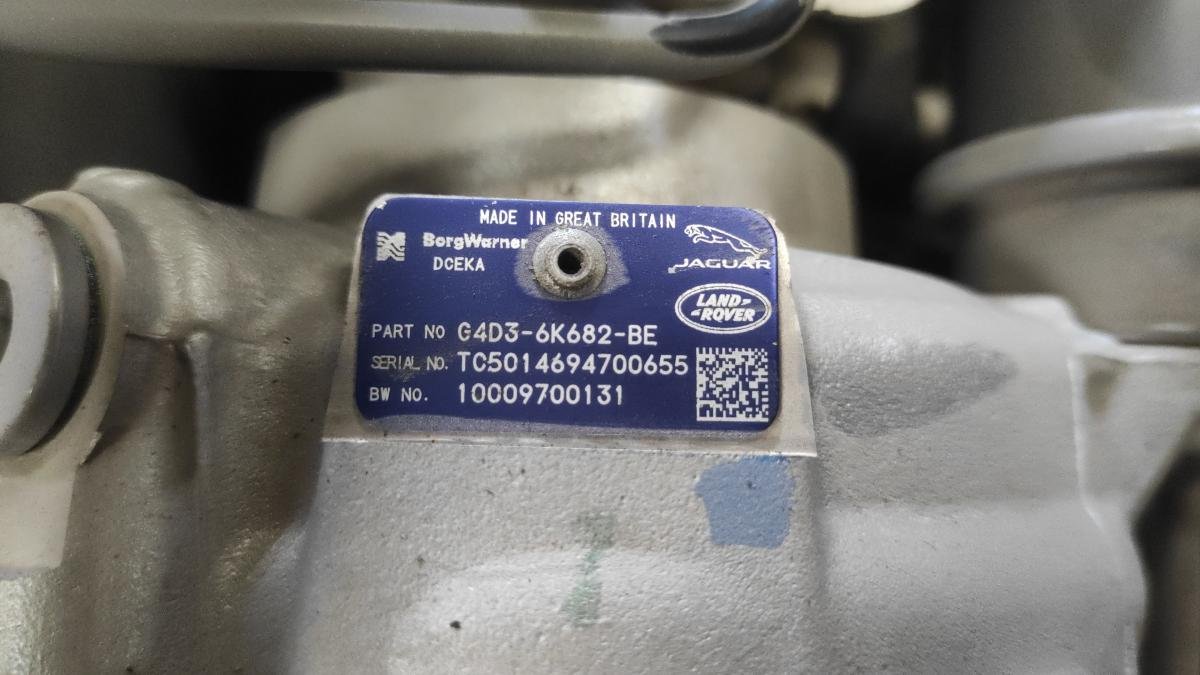 MADE IN GREAT BRITAIN
BorgWarner
DCEKA
JAGUAR
LAND-
-ROVER
PART NO G4D3-6K682-BE
SERIAL NO. TC5014694700655
BW NO. 10009700131